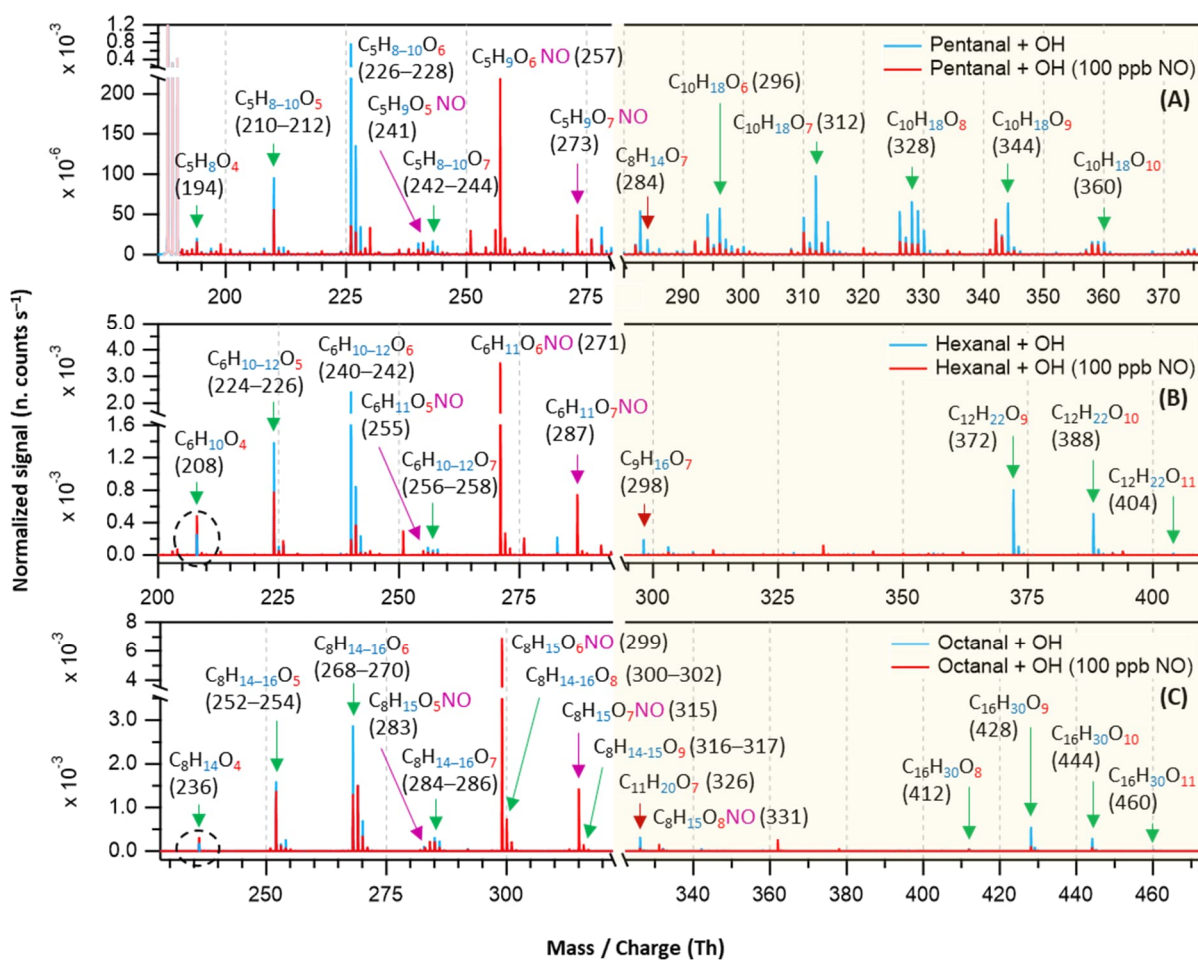 Normalized signal (n. counts s⁻¹)
x 10⁻³
x 10⁻⁶
1.2
0.8
0.4
200
150
100
50
0
C₅H₈O₄
(194)
C₅H₈₋₁₀O₅
(210–212)
C₅H₈₋₁₀O₆
(226–228)
C₅H₉O₅ NO
(241)
C₅H₈₋₁₀O₇
(242–244)
C₅H₉O₆ NO (257)
C₅H₉O₇ NO
(273)
C₈H₁₄O₇
(284)
C₁₀H₁₈O₆ (296)
C₁₀H₁₈O₇ (312)
C₁₀H₁₈O₈
(328)
C₁₀H₁₈O₉
(344)
C₁₀H₁₈O₁₀
(360)
Pentanal + OH
Pentanal + OH (100 ppb NO)
(A)
200 225 250 275 290 300 310 320 330 340 350 360 370
x 10⁻³
x 10⁻³
5.0
4.0
3.0
2.0
1.6
1.2
0.8
0.4
0.0
C₆H₁₀O₄
(208)
C₆H₁₀₋₁₂O₅
(224–226)
C₆H₁₀₋₁₂O₆
(240–242)
C₆H₁₁O₅NO
(255)
C₆H₁₀₋₁₂O₇
(256–258)
C₆H₁₁O₆NO (271)
C₆H₁₁O₇NO
(287)
C₉H₁₆O₇
(298)
C₁₂H₂₂O₉
(372)
C₁₂H₂₂O₁₀
(388)
C₁₂H₂₂O₁₁
(404)
Hexanal + OH
Hexanal + OH (100 ppb NO)
(B)
200 225 250 275 300 325 350 375 400
x 10⁻³
x 10⁻³
8
6
4
3.0
2.0
1.0
0.0
C₈H₁₄O₄
(236)
C₈H₁₄₋₁₆O₅
(252–254)
C₈H₁₄₋₁₆O₆
(268–270)
C₈H₁₅O₅NO
(283)
C₈H₁₄₋₁₆O₇
(284–286)
C₈H₁₅O₆NO (299)
C₈H₁₄-₁₆O₈ (300–302)
C₈H₁₅O₇NO (315)
C₈H₁₄-₁₅O₉ (316–317)
C₁₁H₂₀O₇ (326)
C₈H₁₅O₈NO (331)
C₁₆H₃₀O₈
(412)
C₁₆H₃₀O₉
(428)
C₁₆H₃₀O₁₀
(444)
C₁₆H₃₀O₁₁
(460)
Octanal + OH
Octanal + OH (100 ppb NO)
(C)
250 275 300 340 360 380 400 420 440 460
Mass / Charge (Th)